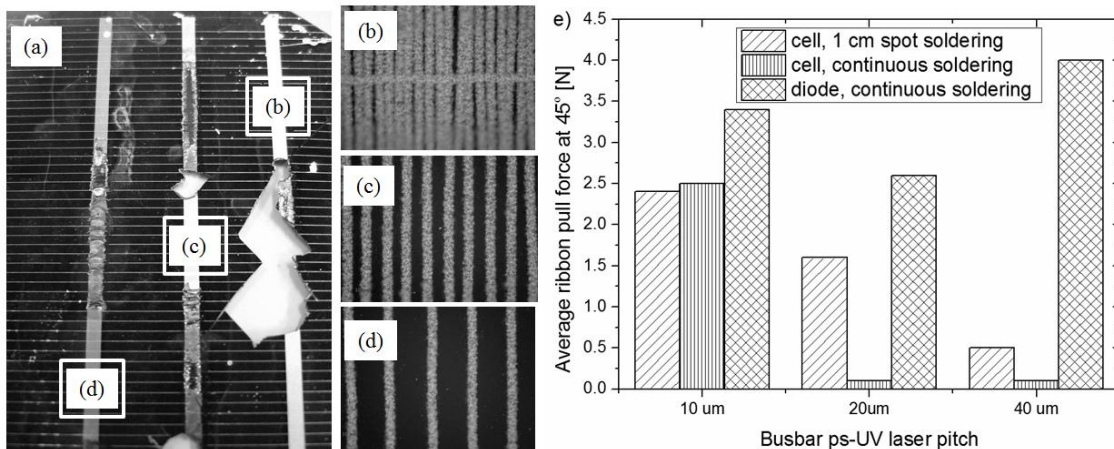 (a)
(b)
(c)
(d)
(b)
(c)
(d)
e)
4.5
4.0
3.5
3.0
2.5
2.0
1.5
1.0
0.5
0.0
Average ribbon pull force at 45° [N]
cell, 1 cm spot soldering
cell, continuous soldering
diode, continuous soldering
10 um
20um
40 um
Busbar ps-UV laser pitch